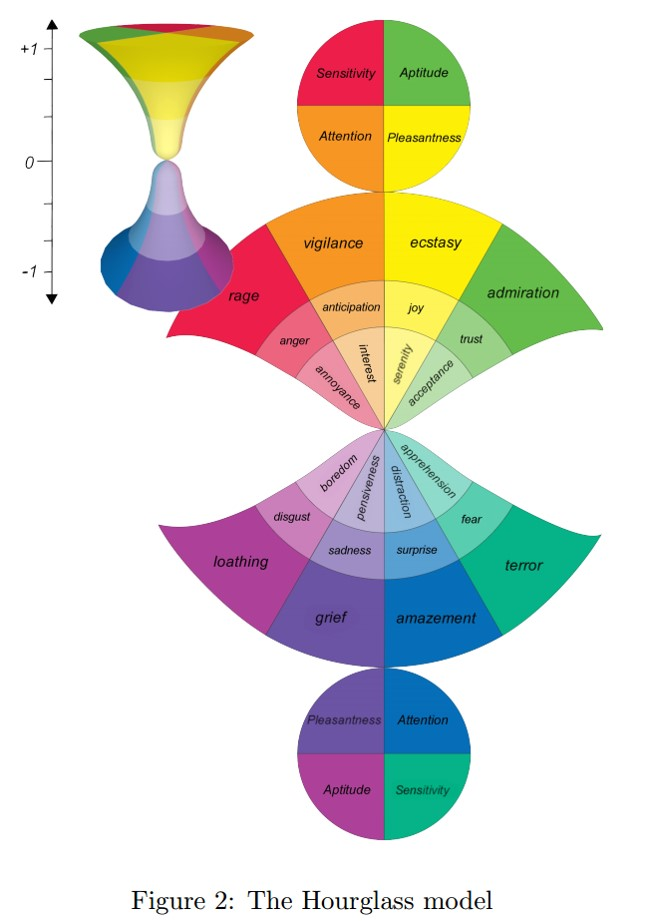 +1
0
-1
Sensitivity
Aptitude
Attention
Pleasantness
vigilance
ecstasy
rage
admiration
anticipation
joy
anger
trust
interest
serenity
annoyance
acceptance
boredom
pensiveness
distraction
apprehension
disgust
fear
sadness
surprise
loathing
terror
grief
amazement
Pleasantness
Attention
Aptitude
Sensitivity
Figure 2: The Hourglass model